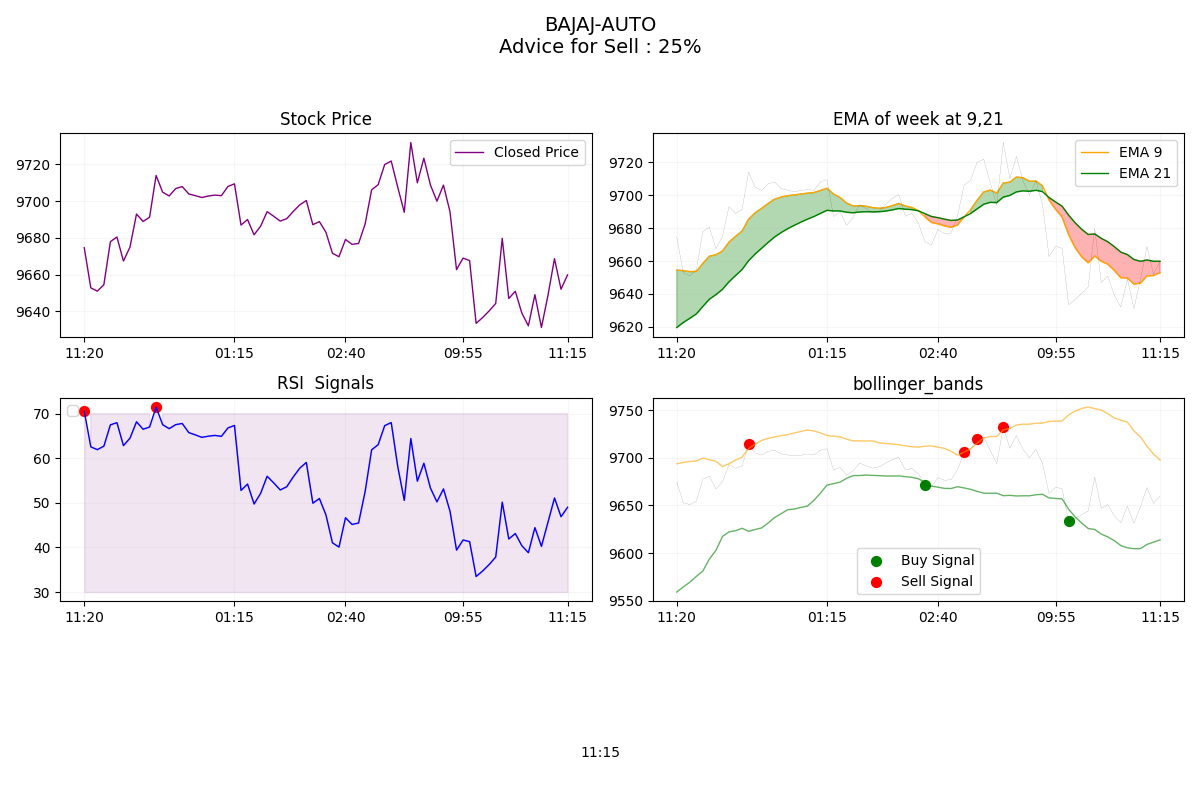 BAJAJ-AUTO
Advice for Sell : 25%
Stock Price
9720
9700
9680
9660
9640
Closed Price
11:20 01:15 02:40 09:55 11:15
EMA of week at 9,21
9720
9700
9680
9660
9640
9620
EMA 9
EMA 21
11:20 01:15 02:40 09:55 11:15
RSI  Signals
70
60
50
40
30
11:20 01:15 02:40 09:55 11:15
bollinger_bands
9750
9700
9650
9600
9550
Buy Signal
Sell Signal
11:20 01:15 02:40 09:55 11:15
11:15